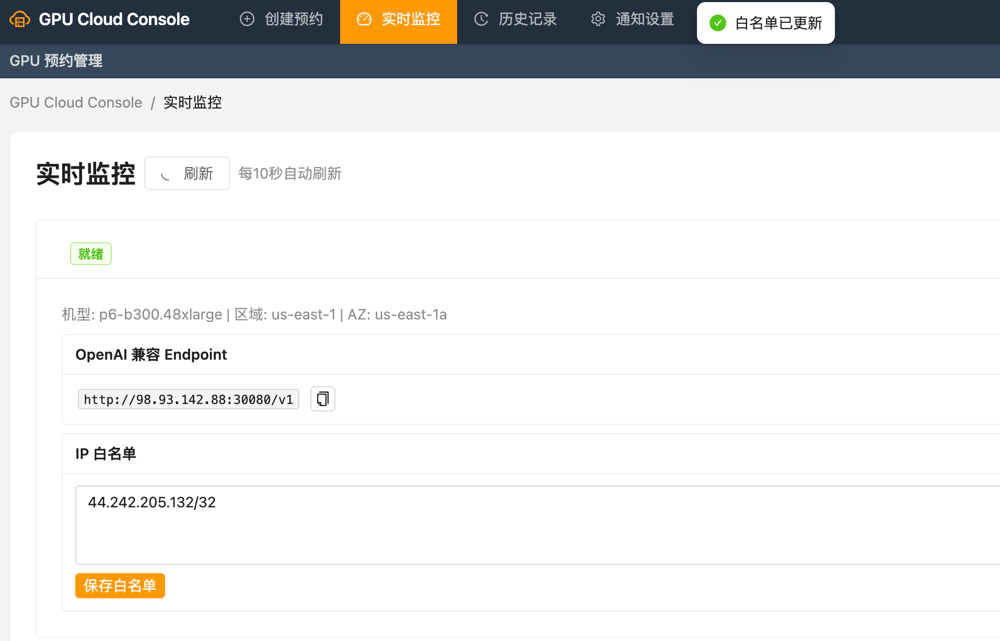 GPU Cloud Console 创建预约 实时监控 历史记录 通知设置 白名单已更新
GPU 预约管理
GPU Cloud Console / 实时监控
实时监控 刷新 每10秒自动刷新
就绪
机型: p6-b300.48xlarge | 区域: us-east-1 | AZ: us-east-1a
OpenAI 兼容 Endpoint
http://98.93.142.88:30080/v1
IP 白名单
44.242.205.132/32
保存白名单